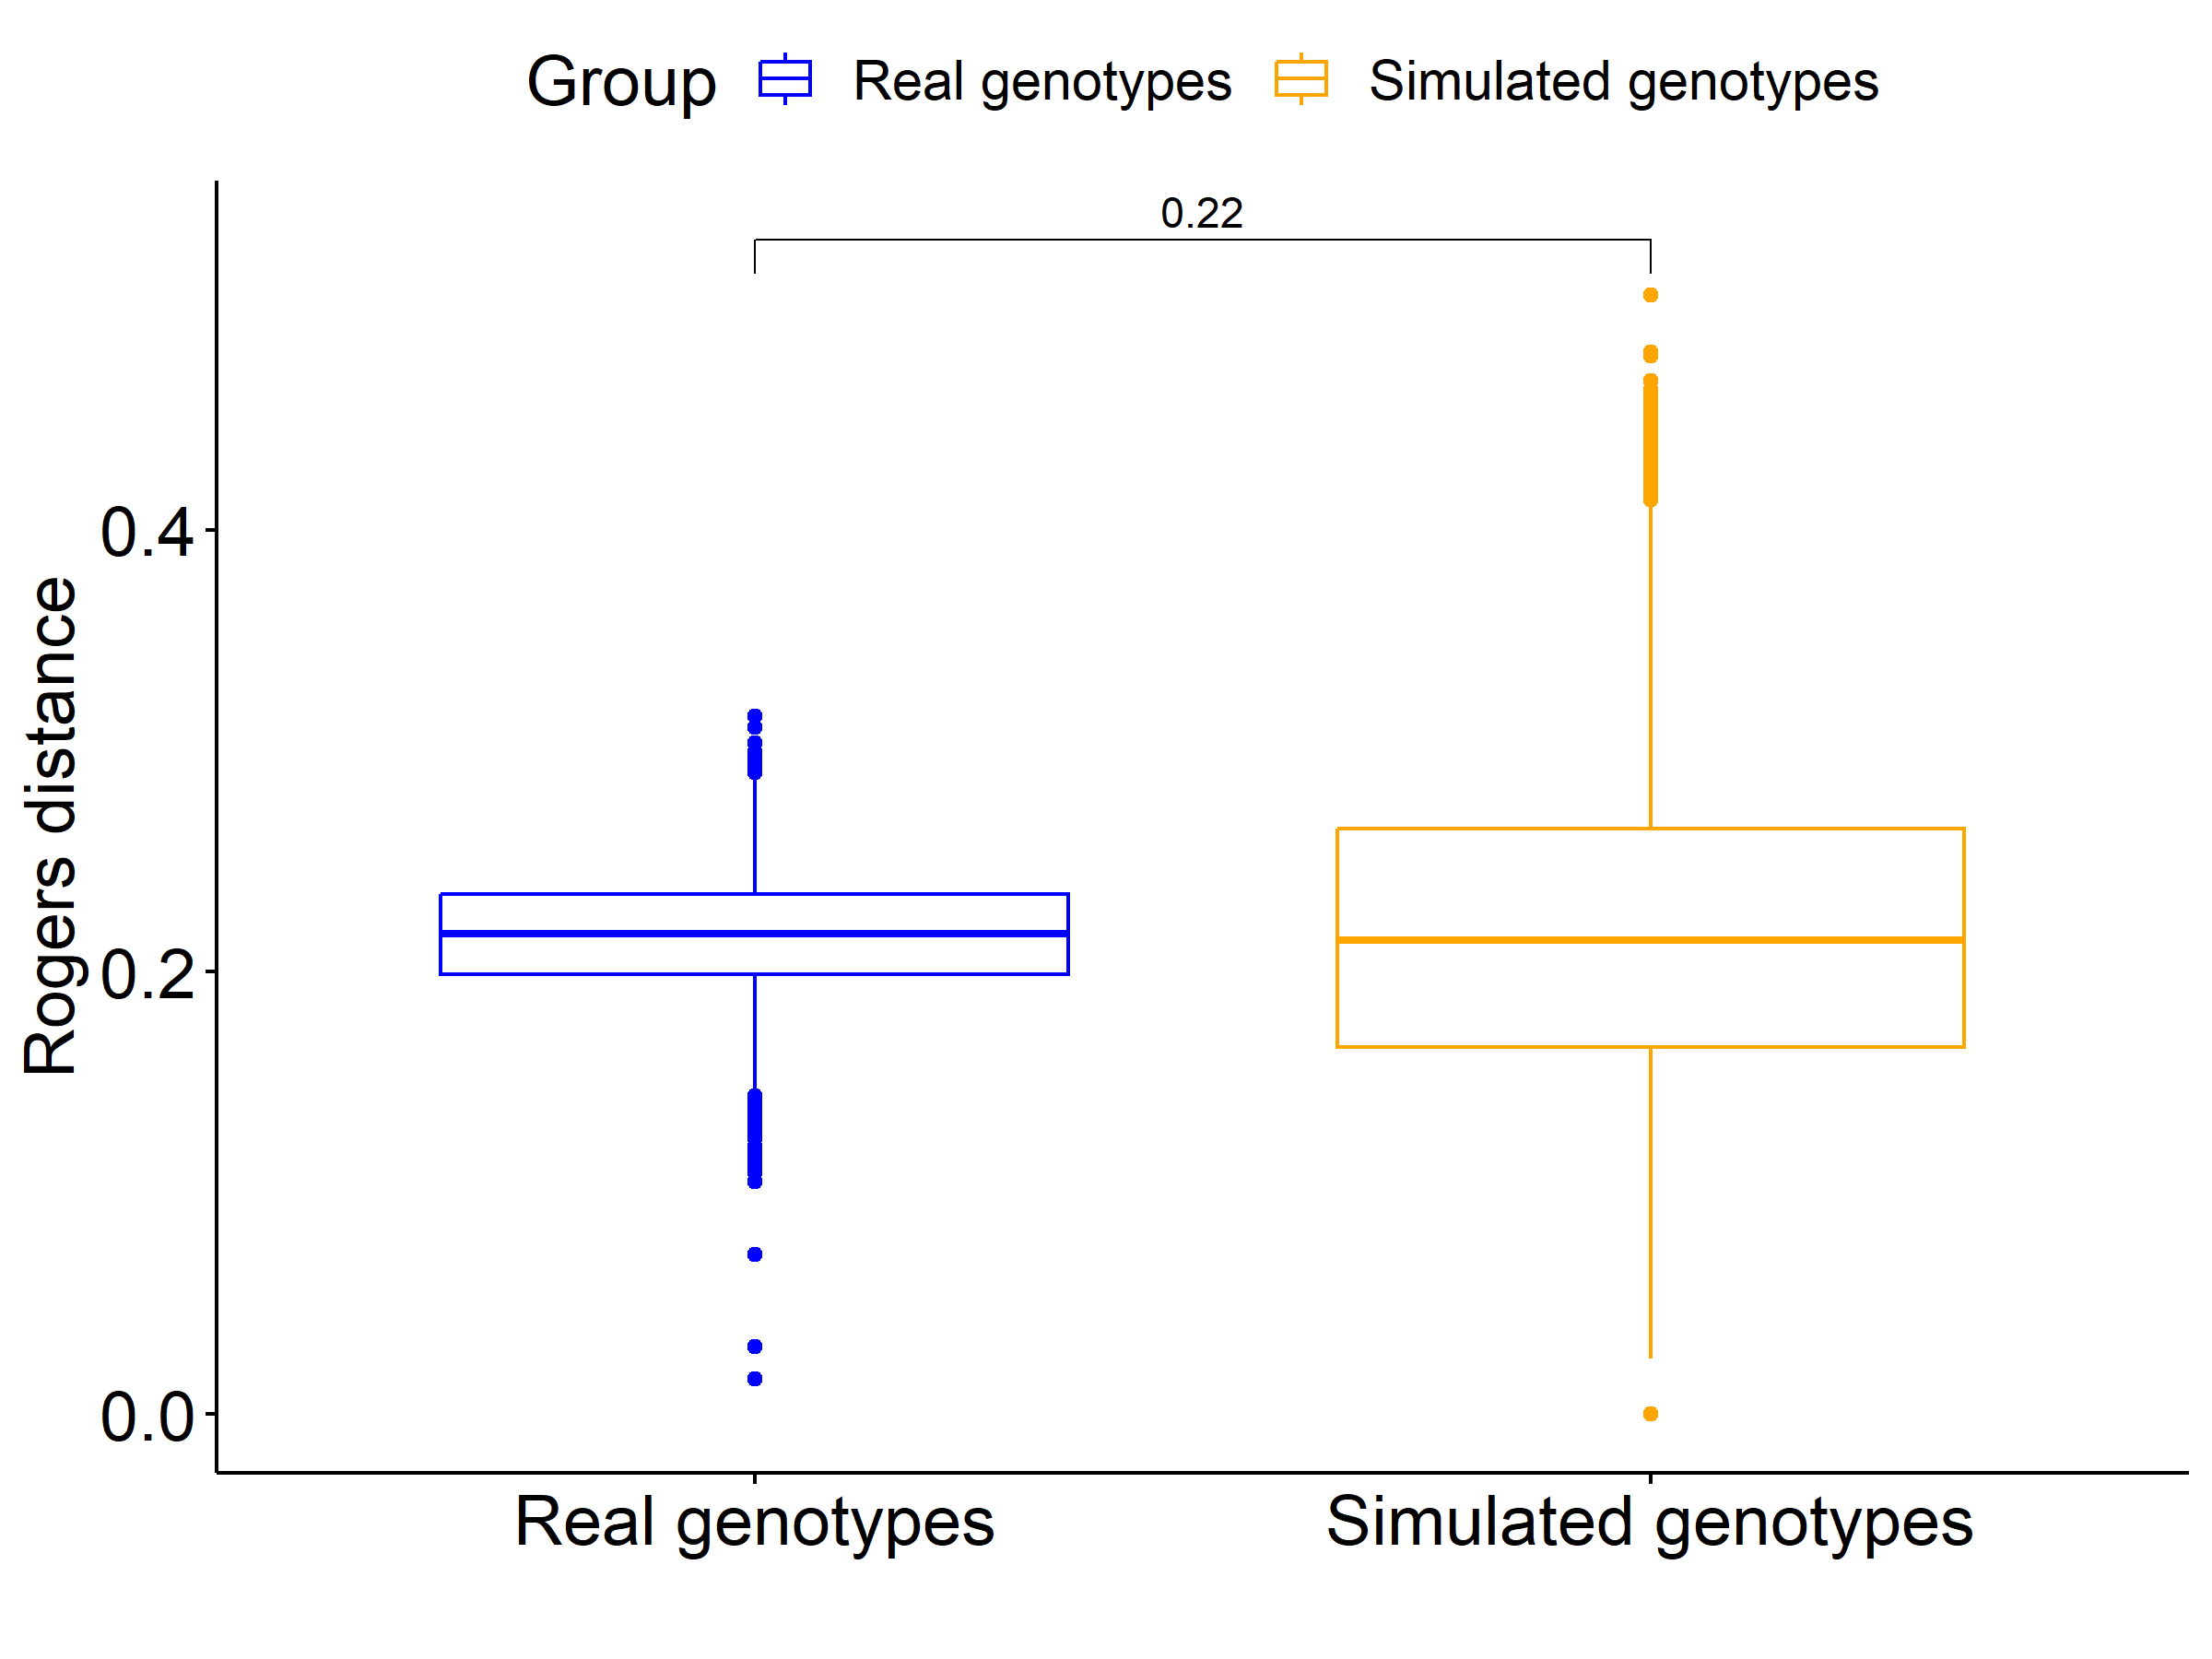 Group Real genotypes Simulated genotypes
0.22
Rogers distance
0.4
0.2
0.0
Real genotypes Simulated genotypes